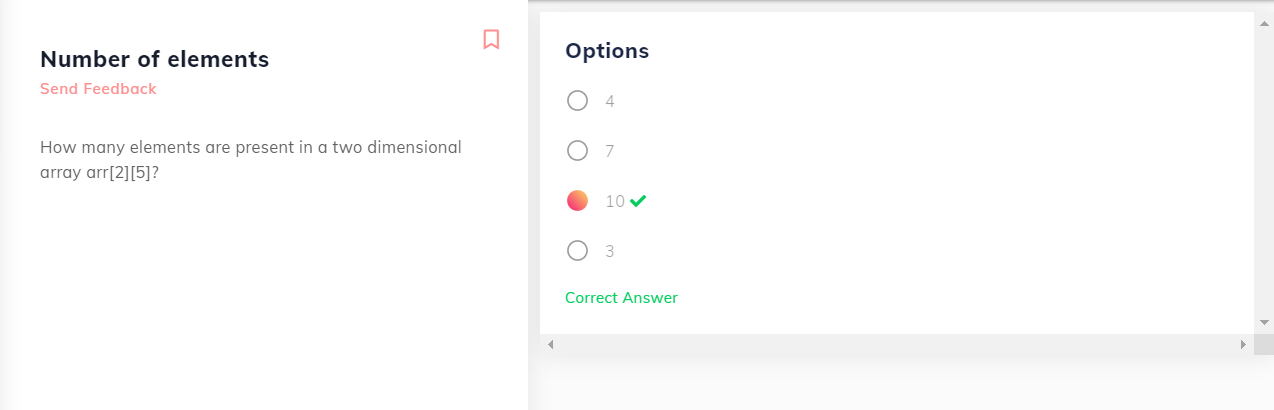 Number of elements
Send Feedback
How many elements are present in a two dimensional
array arr[2][5]?
Options
4
7
10
3
Correct Answer